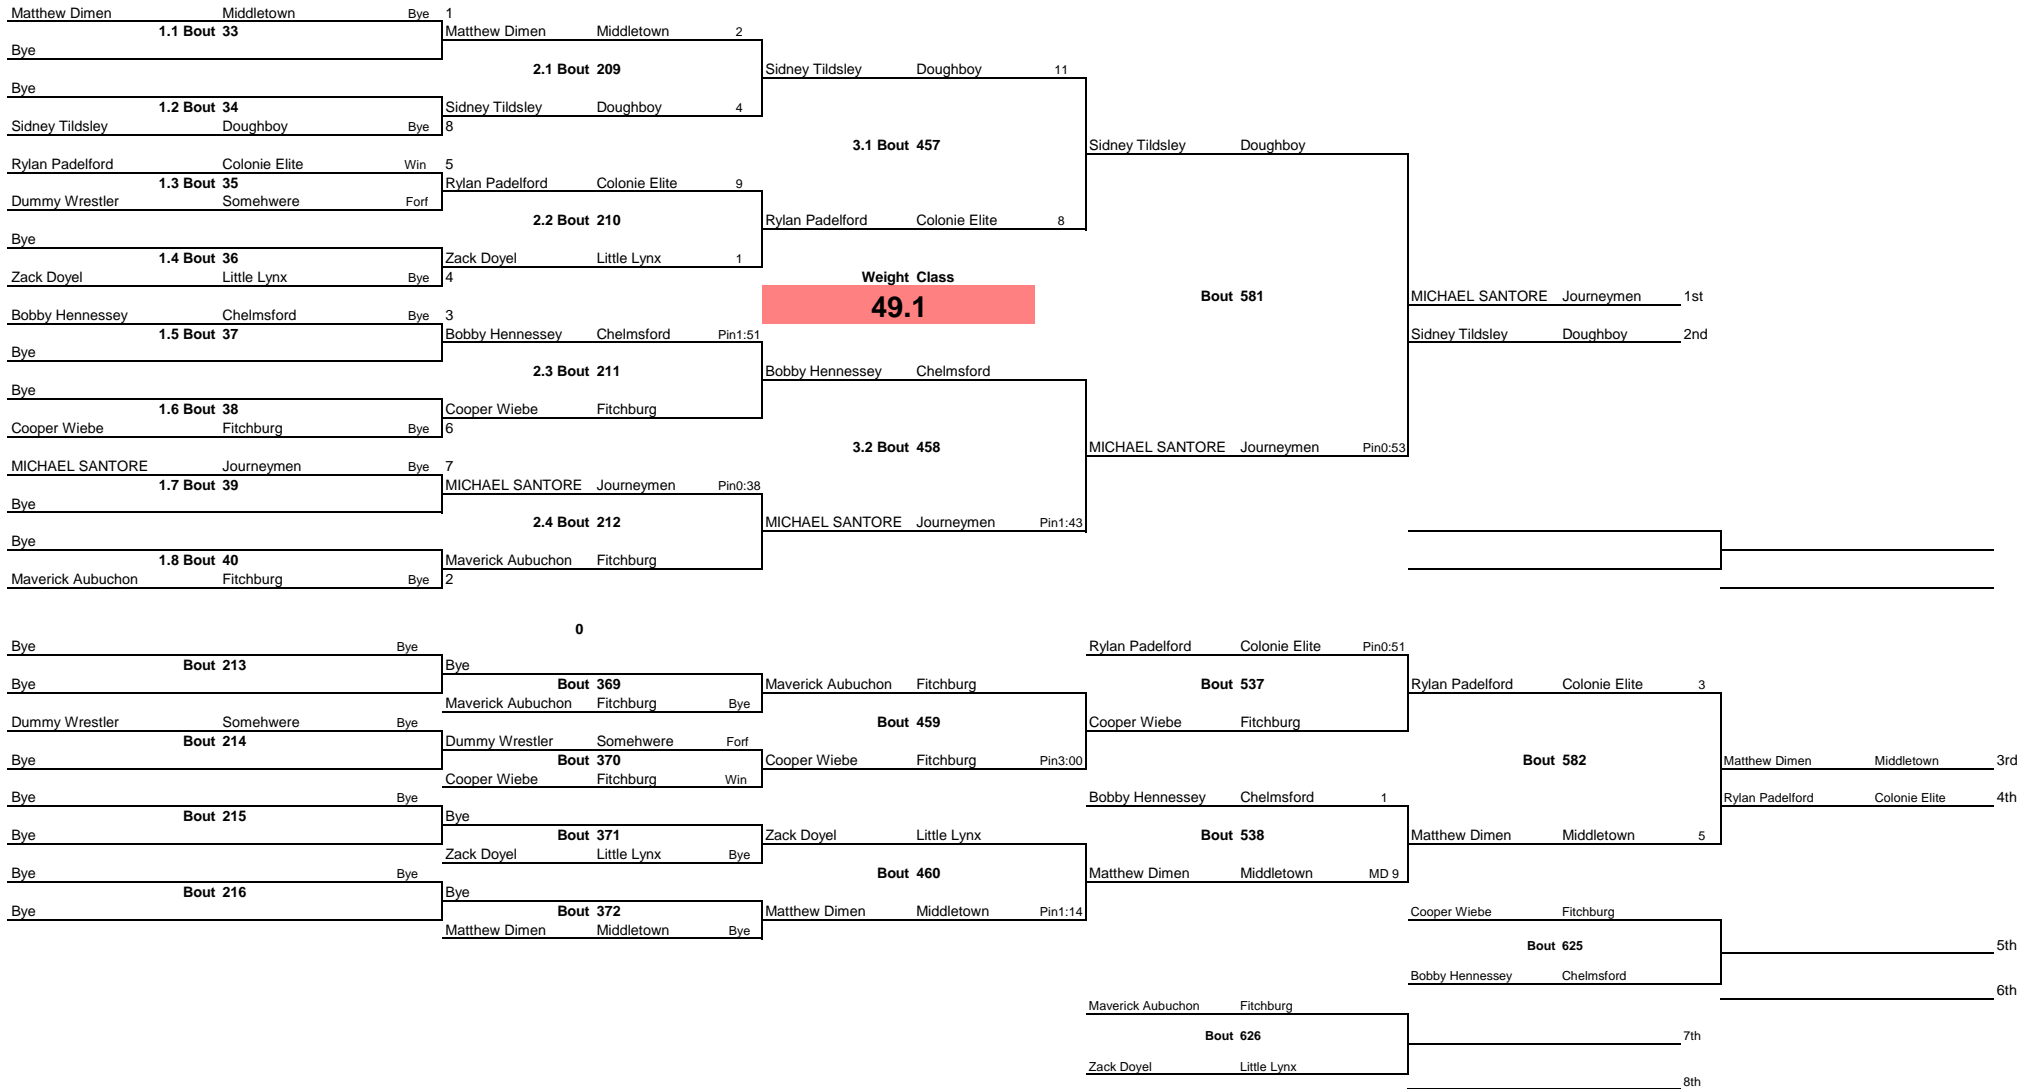 Matthew Dimen Middletown Bye 1
1.1 Bout 33 Matthew Dimen Middletown 2
Bye
2.1 Bout 209 Sidney Tildsley Doughboy 11
Bye
1.2 Bout 34 Sidney Tildsley Doughboy 4
Sidney Tildsley Doughboy Bye 8
3.1 Bout 457 Sidney Tildsley Doughboy
Rylan Padelford Colonie Elite Win 5
1.3 Bout 35 Rylan Padelford Colonie Elite 9
Dummy Wrestler Somehwere Forf
2.2 Bout 210 Rylan Padelford Colonie Elite 8
Bye
1.4 Bout 36 Zack Doyel Little Lynx 1
Zack Doyel Little Lynx Bye 4 Weight Class
Bout 581 MICHAEL SANTORE Journeymen 1st
49.1
Bobby Hennessey Chelmsford Bye 3
1.5 Bout 37 Bobby Hennessey Chelmsford Pin1:51 Sidney Tildsley Doughboy 2nd
Bye
2.3 Bout 211 Bobby Hennessey Chelmsford
Bye
1.6 Bout 38 Cooper Wiebe Fitchburg
Cooper Wiebe Fitchburg Bye 6
3.2 Bout 458 MICHAEL SANTORE Journeymen Pin0:53
MICHAEL SANTORE Journeymen Bye 7
1.7 Bout 39 MICHAEL SANTORE Journeymen Pin0:38
Bye
2.4 Bout 212 MICHAEL SANTORE Journeymen Pin1:43
Bye
1.8 Bout 40 Maverick Aubuchon Fitchburg
Maverick Aubuchon Fitchburg Bye 2
0
Bye Bye Rylan Padelford Colonie Elite Pin0:51
Bout 213 Bye
Bye Bout 369 Maverick Aubuchon Fitchburg Bout 537 Rylan Padelford Colonie Elite 3
Maverick Aubuchon Fitchburg Bye
Dummy Wrestler Somehwere Bye Bout 459 Cooper Wiebe Fitchburg
Bout 214 Dummy Wrestler Somehwere Forf
Bye Bout 370 Cooper Wiebe Fitchburg Pin3:00 Bout 582 Matthew Dimen Middletown 3rd
Cooper Wiebe Fitchburg Win
Bye Bye Bobby Hennessey Chelmsford 1 Rylan Padelford Colonie Elite 4th
Bout 215 Bye
Bye Bout 371 Zack Doyel Little Lynx Bout 538 Matthew Dimen Middletown 5
Zack Doyel Little Lynx Bye
Bye Bye Bout 460 Matthew Dimen Middletown MD 9
Bout 216 Bye
Bye Bout 372 Matthew Dimen Middletown Pin1:14 Cooper Wiebe Fitchburg
Matthew Dimen Middletown Bye
Bout 625 5th
Bobby Hennessey Chelmsford
6th
Maverick Aubuchon Fitchburg
Bout 626 7th
Zack Doyel Little Lynx
8th